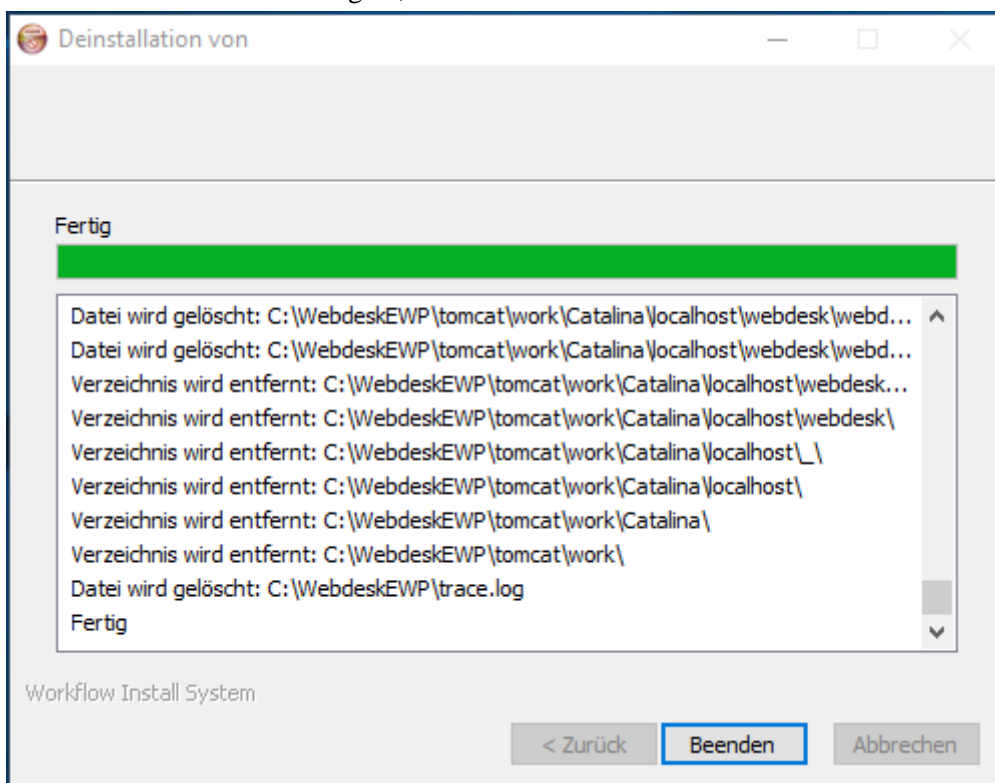 Deinstallation von
Fertig
Datei wird gelöscht: C:\WebdeskEWP\tomcat\work\Catalina\localhost\webdesk\webd...
Datei wird gelöscht: C:\WebdeskEWP\tomcat\work\Catalina\localhost\webdesk\webd...
Verzeichnis wird entfernt: C:\WebdeskEWP\tomcat\work\Catalina\localhost\webdesk...
Verzeichnis wird entfernt: C:\WebdeskEWP\tomcat\work\Catalina\localhost\webdesk\
Verzeichnis wird entfernt: C:\WebdeskEWP\tomcat\work\Catalina\localhost\_\
Verzeichnis wird entfernt: C:\WebdeskEWP\tomcat\work\Catalina\localhost\
Verzeichnis wird entfernt: C:\WebdeskEWP\tomcat\work\Catalina\
Verzeichnis wird entfernt: C:\WebdeskEWP\tomcat\work\
Datei wird gelöscht: C:\WebdeskEWP\trace.log
Fertig
Workflow Install System
< Zurück Beenden Abbrechen